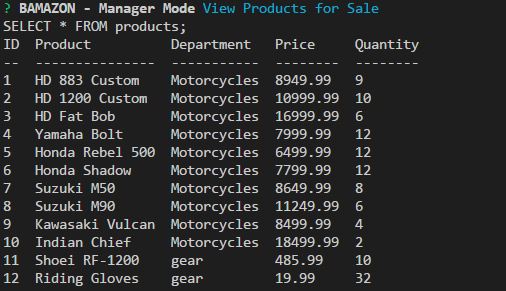 ? BAMAZON - Manager Mode View Products for Sale
SELECT * FROM products;
ID  Product          Department   Price     Quantity
--  ---------------  -----------  --------  --------
1   HD 883 Custom    Motorcycles  8949.99   9
2   HD 1200 Custom   Motorcycles  10999.99  10
3   HD Fat Bob       Motorcycles  16999.99  6
4   Yamaha Bolt      Motorcycles  7999.99   12
5   Honda Rebel 500  Motorcycles  6499.99   12
6   Honda Shadow     Motorcycles  7799.99   12
7   Suzuki M50       Motorcycles  8649.99   8
8   Suzuki M90       Motorcycles  11249.99  6
9   Kawasaki Vulcan  Motorcycles  8499.99   4
10  Indian Chief     Motorcycles  18499.99  2
11  Shoei RF-1200    gear         485.99    10
12  Riding Gloves    gear         19.99     32